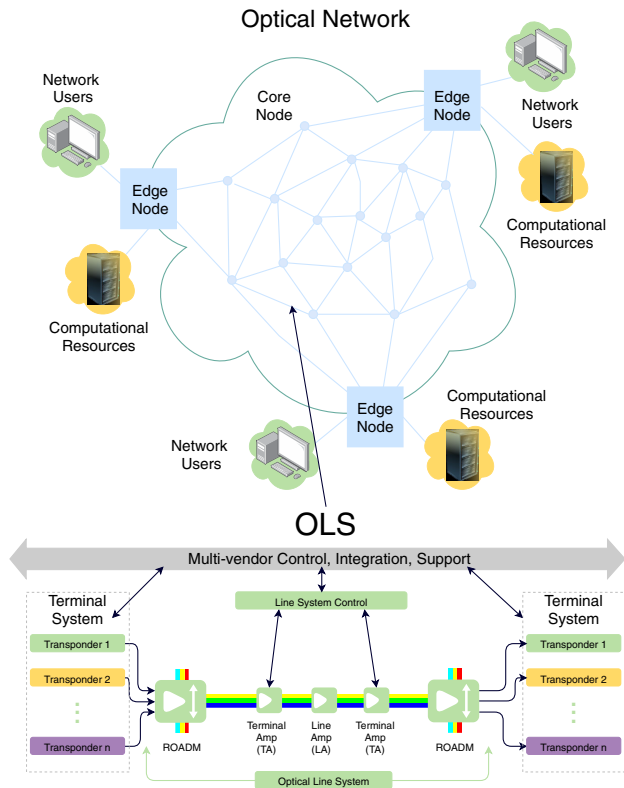 Optical Network
Network
Users
Core
Node
Edge
Node
Network
Users
Edge
Node
Computational
Resources
Computational
Resources
Edge
Node
Computational
Resources
Network
Users
OLS
Multi-vendor Control, Integration, Support
Terminal
System
Line System Control
Terminal
System
Transponder 1
Transponder 1
Transponder 2
Transponder 2
Transponder n
Transponder n
ROADM
Terminal
Amp
(TA)
Line
Amp
(LA)
Terminal
Amp
(TA)
ROADM
Optical Line System